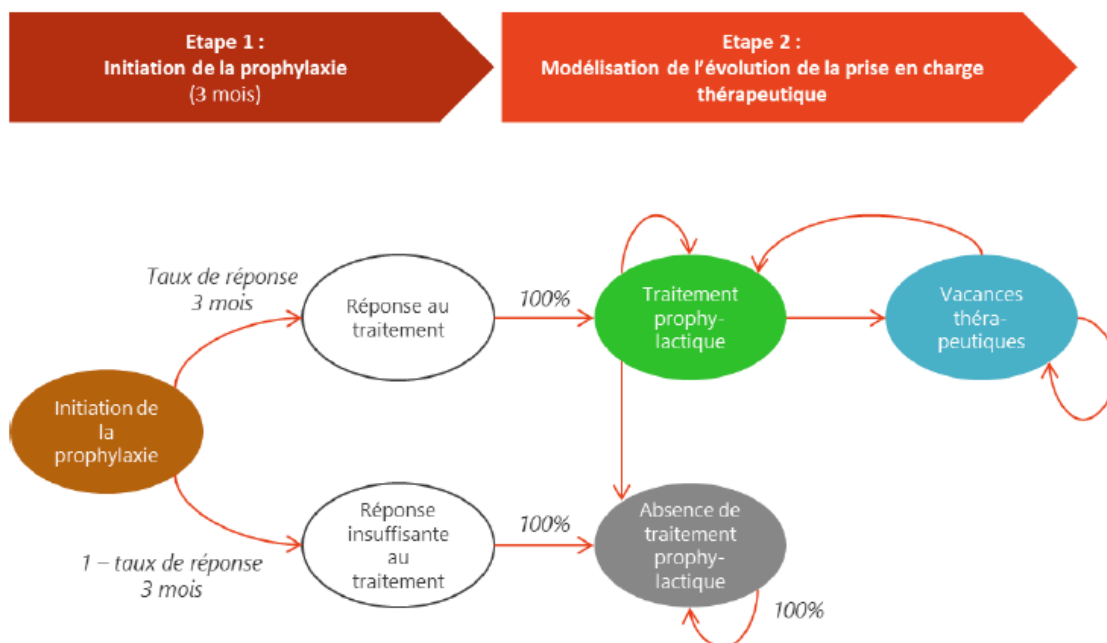 Etape 1 :
Initiation de la prophylaxie
(3 mois)
Etape 2 :
Modélisation de l'évolution de la prise en charge
thérapeutique
Taux de réponse
3 mois
Réponse au
traitement
100%
Traitement
prophy-
lactique
Vacances
théra-
peutiques
Initiation de
la
prophylaxie
1 – taux de réponse
3 mois
Réponse
insuffisante
au
traitement
100%
Absence de
traitement
prophy-
lactique
100%